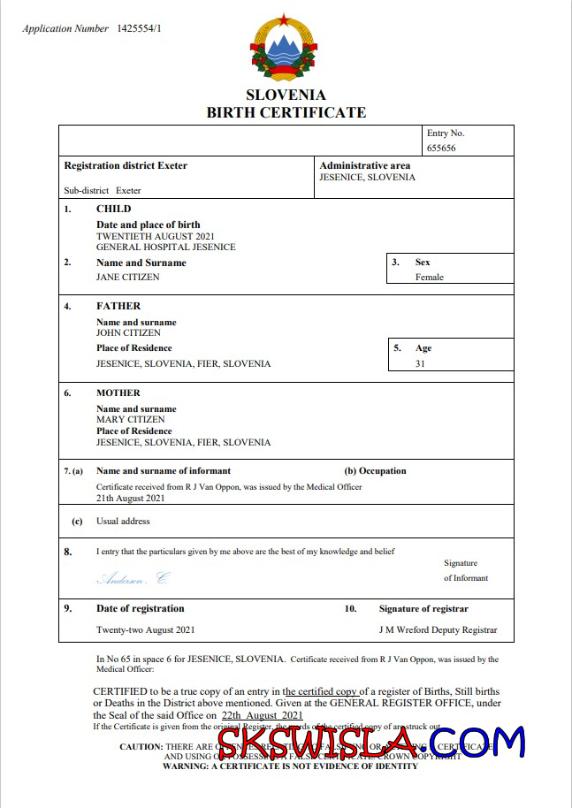 Application Number 1425554/1
SLOVENIA
BIRTH CERTIFICATE
Entry No.
655656
Registration district Exeter
Sub-district Exeter
Administrative area
JESENICE, SLOVENIA
1. CHILD
Date and place of birth
TWENTIETH AUGUST 2021
GENERAL HOSPITAL JESENICE
2. Name and Surname
JANE CITIZEN
3. Sex
Female
4. FATHER
Name and surname
JOHN CITIZEN
Place of Residence
JESENICE, SLOVENIA, FIER, SLOVENIA
5. Age
31
6. MOTHER
Name and surname
MARY CITIZEN
Place of Residence
JESENICE, SLOVENIA, FIER, SLOVENIA
7. (a) Name and surname of informant (b) Occupation
Certificate received from R J Van Oppon, was issued by the Medical Officer
21th August 2021
(c) Usual address
8. I entry that the particulars given by me above are the best of my knowledge and belief
Signature
of Informant
Anderson . C
9. Date of registration
Twenty-two August 2021
10. Signature of registrar
J M Wreford Deputy Registrar
In No 65 in space 6 for JESENICE, SLOVENIA. Certificate received from R J Van Oppon, was issued by the
Medical Officer:
CERTIFIED to be a true copy of an entry in the certified copy of a register of Births, Still births
or Deaths in the District above mentioned. Given at the GENERAL REGISTER OFFICE, under
the Seal of the said Office on 22th August 2021
If the Certificate is given from the original Register, the words of the certified copy of are struck out
CAUTION: THERE ARE CERTIFICATE
AND USING OR POSSESSING A FALSE CERTIFICATE. CROWN COPYRIGHT
WARNING: A CERTIFICATE IS NOT EVIDENCE OF IDENTITY
SKSWISLA.COM